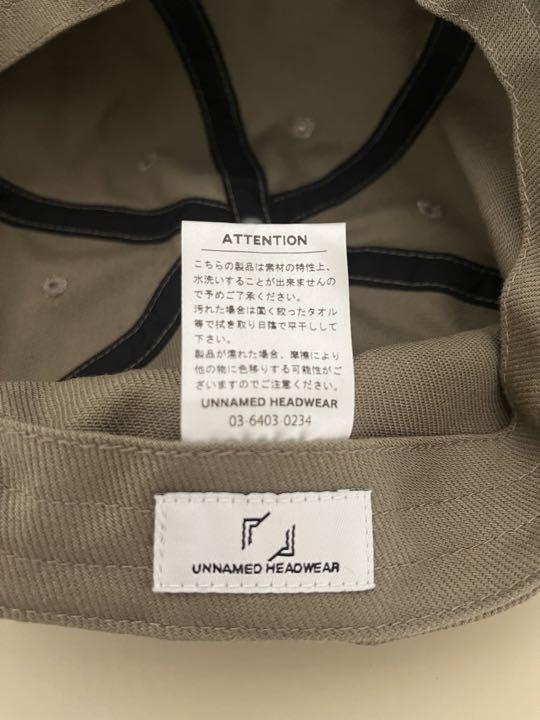 ATTENTION
こちらの製品は素材の特性上、
水洗いすることが出来ませんの
で予めご了承ください。
汚れた場合は固く絞ったタオル
等で拭き取り日陰で平干しして
下さい。
製品が濡れた場合、摩擦により
他の物に色移りする可能性がご
ざいますのでご注意ください。
UNNAMED HEADWEAR
03-6403-0234
UNNAMED HEADWEAR